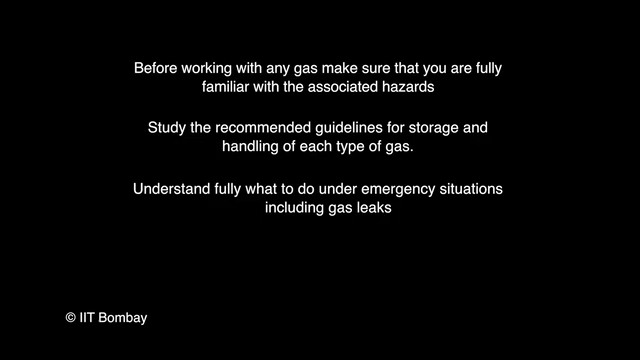 Before working with any gas make sure that you are fully
familiar with the associated hazards
Study the recommended guidelines for storage and
handling of each type of gas.
Understand fully what to do under emergency situations
including gas leaks
© IIT Bombay